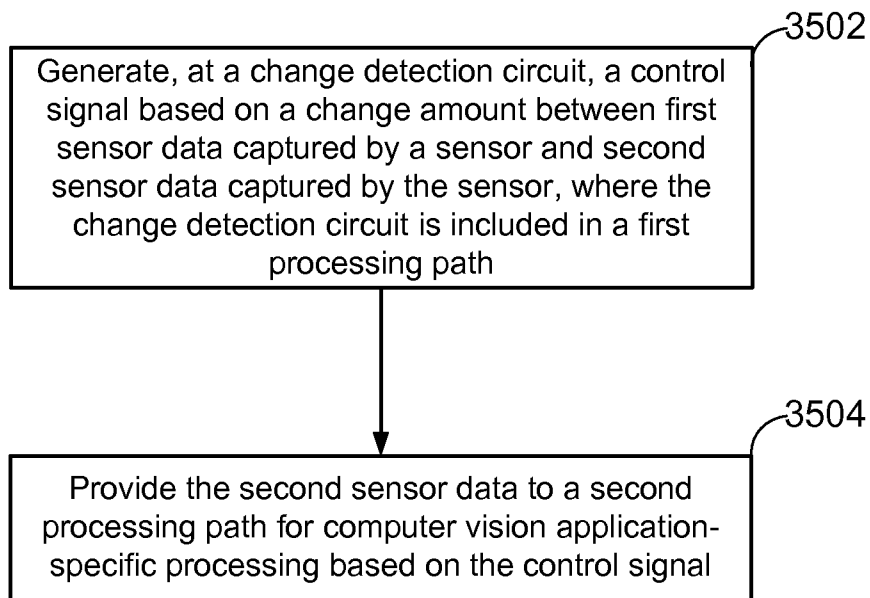 3502
Generate, at a change detection circuit, a control
signal based on a change amount between first
sensor data captured by a sensor and second
sensor data captured by the sensor, where the
change detection circuit is included in a first
processing path
3504
Provide the second sensor data to a second
processing path for computer vision application-
specific processing based on the control signal